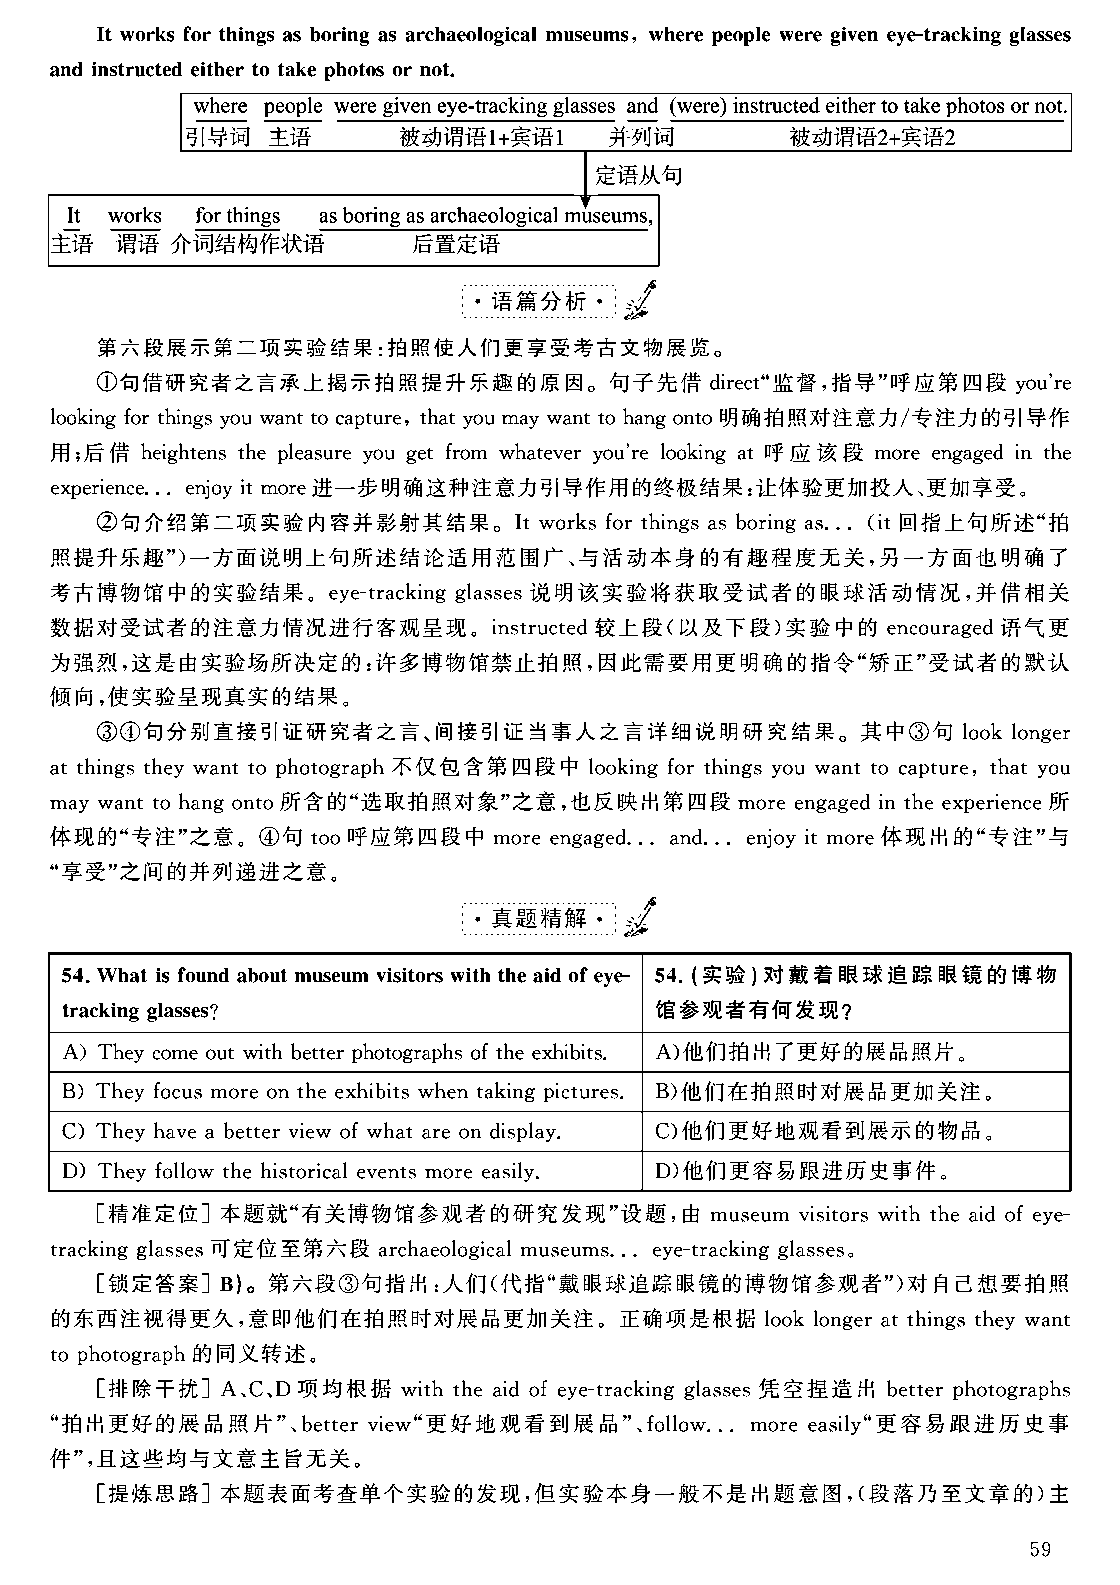 It works for things as boring as archaeological museums, where people were given eye-tracking glasses
and instructed either to take photos or not.
where people were given eye-tracking glasses and (were) instructed either to take photos or not.
引导词 主语 被动谓语1+宾语1 并列词 被动谓语2+宾语2
定语从句
It works for things as boring as archaeological museums,
主语 谓语 介词结构作状语 后置定语
·语篇分析·
第六段展示第二项实验结果:拍照使人们更享受考古文物展览。
①句借研究者之言承上揭示拍照提升乐趣的原因。句子先借 direct“监督,指导”呼应第四段 you're
looking for things you want to capture, that you may want to hang onto 明确拍照对注意力/专注力的引导作
用;后借 heightens the pleasure you get from whatever you're looking at 呼应该段 more engaged in the
experience... enjoy it more 进一步明确这种注意力引导作用的终极结果:让体验更加投人、更加享受。
②句介绍第二项实验内容并影射其结果。It works for things as boring as... (it 回指上句所述“拍
照提升乐趣”)一方面说明上句所述结论适用范围广、与活动本身的有趣程度无关,另一方面也明确了
考古博物馆中的实验结果。eye-tracking glasses 说明该实验将获取受试者的眼球活动情况,并借相关
数据对受试者的注意力情况进行客观呈现。instructed 较上段(以及下段)实验中的 encouraged 语气更
为强烈,这是由实验场所决定的:许多博物馆禁止拍照,因此需要用更明确的指令“矫正”受试者的默认
倾向,使实验呈现真实的结果。
③④句分别直接引证研究者之言、间接引证当事人之言详细说明研究结果。其中③句 look longer
at things they want to photograph 不仅包含第四段中 looking for things you want to capture, that you
may want to hang onto 所含的“选取拍照对象”之意,也反映出第四段 more engaged in the experience 所
体现的“专注”之意。④句 too 呼应第四段中 more engaged... and... enjoy it more 体现出的“专注”与
“享受”之间的并列递进之意。
·真题精解·
54. What is found about museum visitors with the aid of eye-
tracking glasses?
54. (实验)对戴着眼球追踪眼镜的博物
馆参观者有何发现?
A) They come out with better photographs of the exhibits.
A)他们拍出了更好的展品照片。
B) They focus more on the exhibits when taking pictures.
B)他们在拍照时对展品更加关注。
C) They have a better view of what are on display.
C)他们更好地观看到展示的物品。
D) They follow the historical events more easily.
D)他们更容易跟进历史事件。
[精准定位] 本题就“有关博物馆参观者的研究发现”设题,由 museum visitors with the aid of eye-
tracking glasses 可定位至第六段 archaeological museums... eye-tracking glasses。
[锁定答案] B)。第六段③句指出:人们(代指“戴眼球追踪眼镜的博物馆参观者”)对自己想要拍照
的东西注视得更久,意即他们在拍照时对展品更加关注。正确项是根据 look longer at things they want
to photograph 的同义转述。
[排除干扰] A、C、D 项均根据 with the aid of eye-tracking glasses 凭空捏造出 better photographs
“拍出更好的展品照片”、better view“更好地观看到展品”、follow... more easily“更容易跟进历史事
件”,且这些均与文意主旨无关。
[提炼思路] 本题表面考查单个实验的发现,但实验本身一般不是出题意图,(段落乃至文章的)主
59